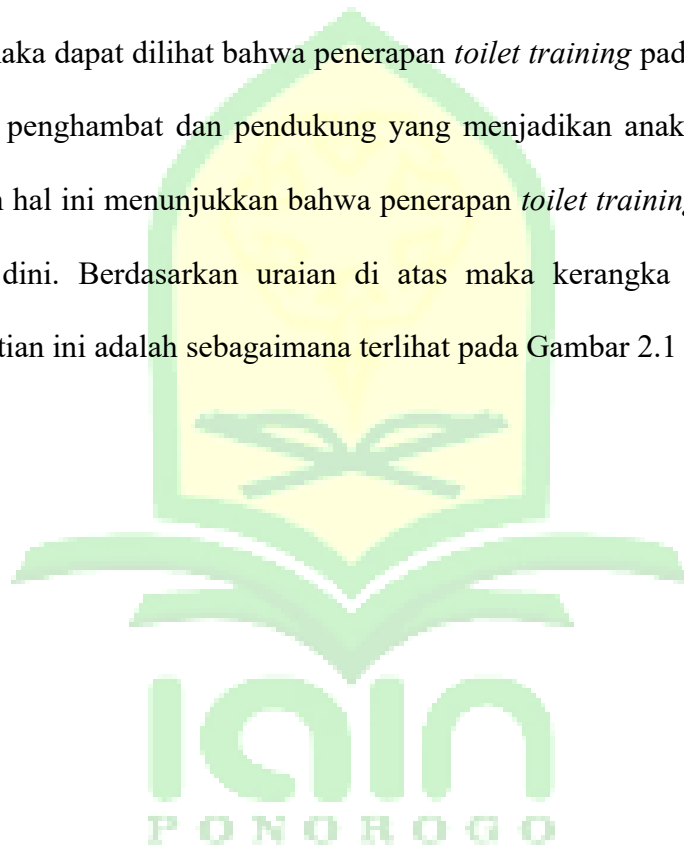 maka dapat dilihat bahwa penerapan toilet training pad
penghambat dan pendukung yang menjadikan anak
hal ini menunjukkan bahwa penerapan toilet training
dini. Berdasarkan uraian di atas maka kerangka
tian ini adalah sebagaimana terlihat pada Gambar 2.1
iain
PONOROGO